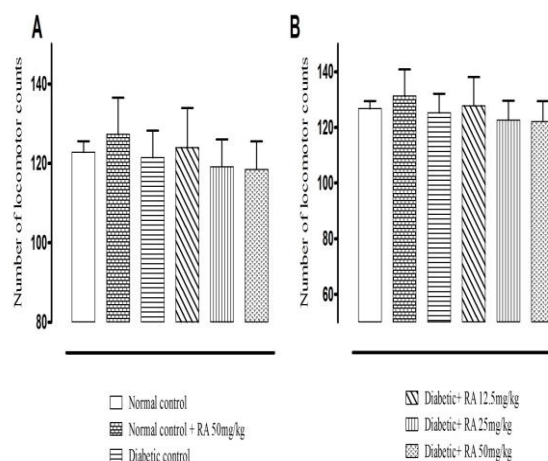 A
Number of locomotor counts
140
120
100
80
B
Number of locomotor counts
140
120
100
80
60
Normal control
Normal control + RA 50mg/kg
Diabetic control
Diabetic+ RA 12.5mg/kg
Diabetic+ RA 25mg/kg
Diabetic+ RA 50mg/kg